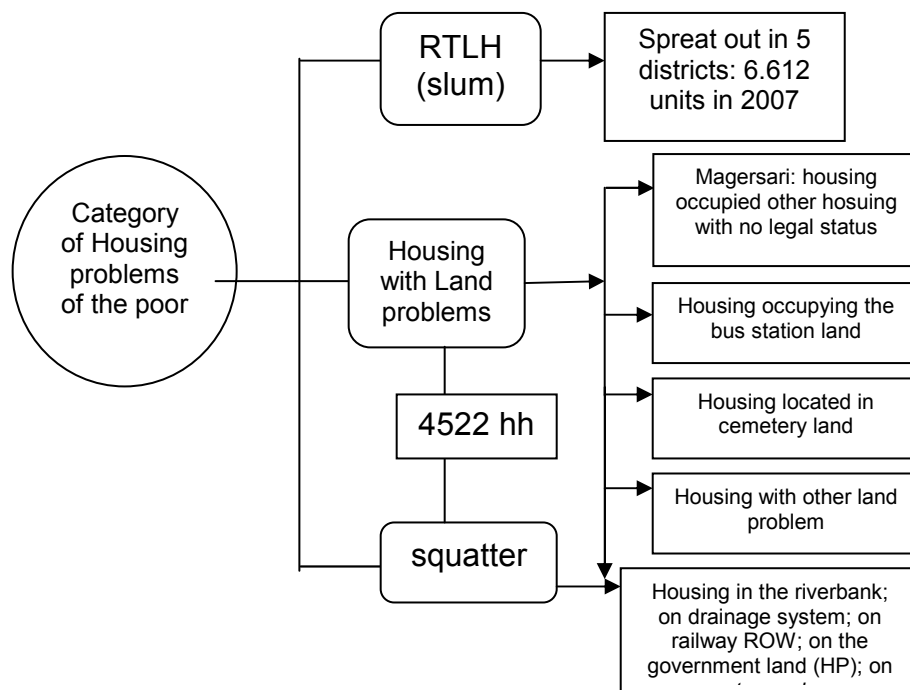 Category
of Housing
problems
of the poor
RTLH
(slum)
Spreat out in 5
districts: 6.612
units in 2007
Housing
with Land
problems
Magersari: housing
occupied other hosuing
with no legal status
Housing occupying the
bus station land
Housing located in
cemetery land
Housing with other land
problem
4522 hh
squatter
Housing in the riverbank;
on drainage system; on
railway ROW; on the
government land (HP); on